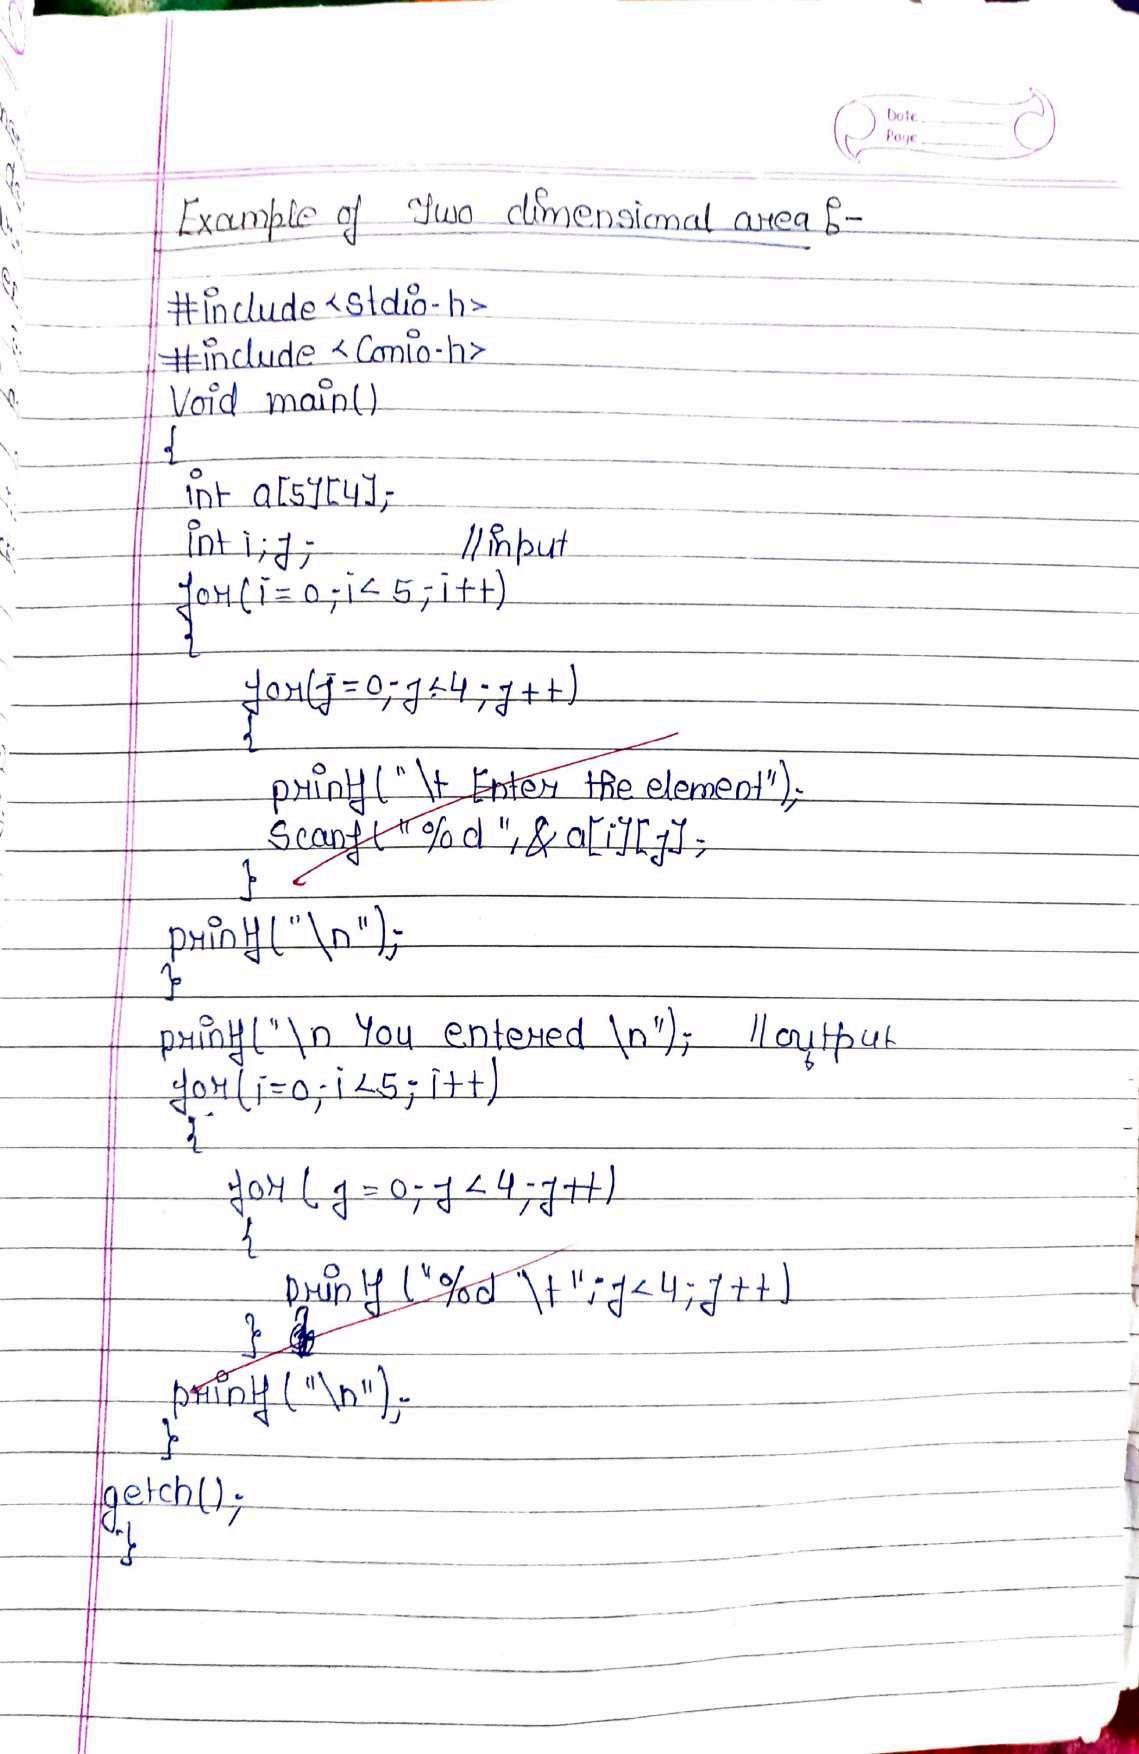 Date
Page
Example of Two dimensional area :-
#include <stdio.h>
#include <Conio.h>
Void main()
{
int a[5][4];
int i;j; //input
for(i=0;i<5;i++)
{
for(j=0;j<4;j++)
{
printf("\t Enter the element");
Scanf("%d",&a[i][j];
}
printf("\n");
}
printf("\n You entered \n"); //output
for(i=0;i<5;i++)
{
for(j=0;j<4;j++)
{
printf("%d \t";j<4;j++)
}
printf("\n");
}
getch();
}